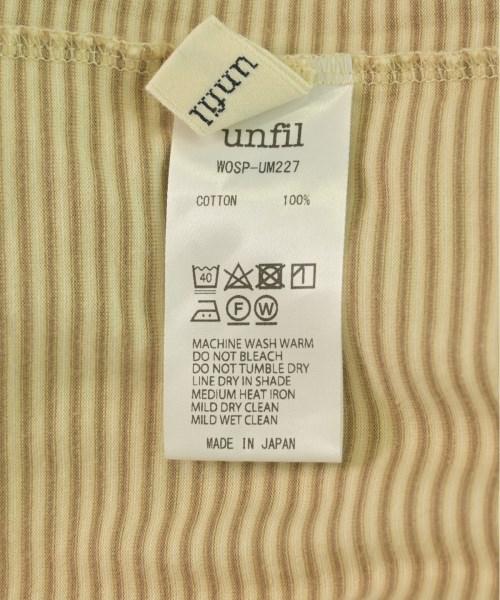 unfil
unfil
WOSP-UM227
COTTON 100%
40
F W
MACHINE WASH WARM
DO NOT BLEACH
DO NOT TUMBLE DRY
LINE DRY IN SHADE
MEDIUM HEAT IRON
MILD DRY CLEAN
MILD WET CLEAN
MADE IN JAPAN